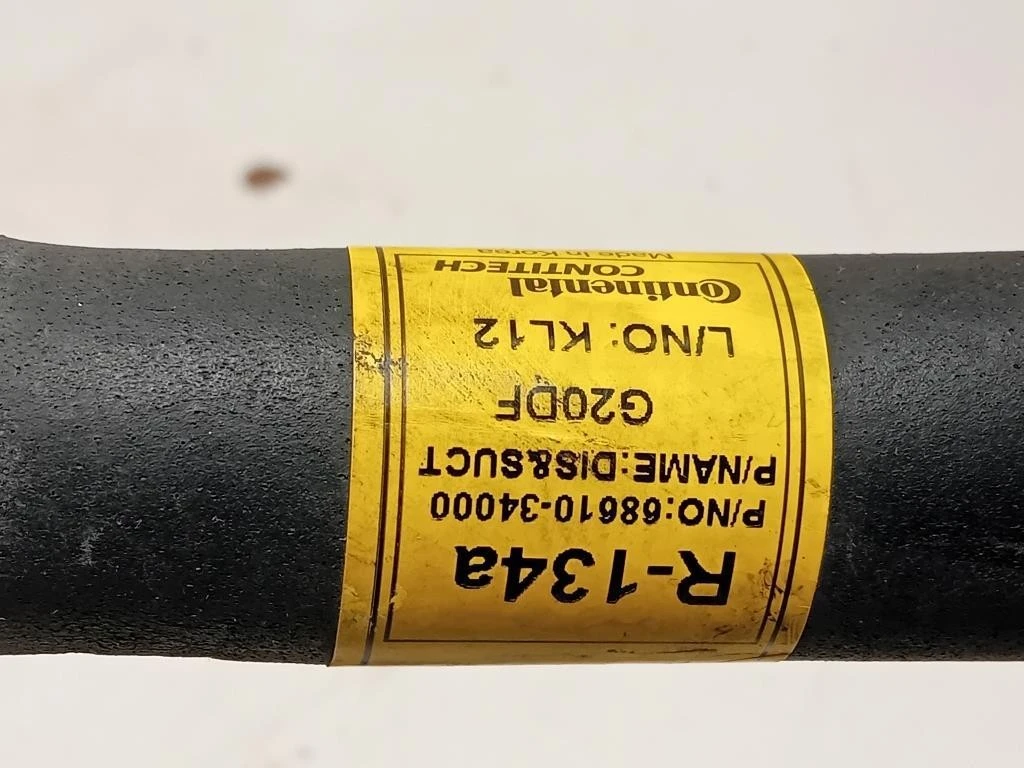 R-134a
P/NO:68610-34000
P/NAME:DIS&SUCT
G20DF
L/NO: KL12
Continental
CONTITECH
Made In Korea